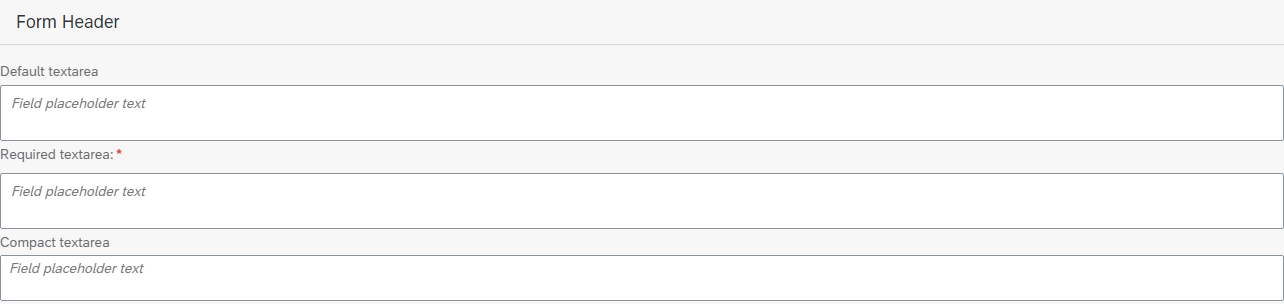 Form Header
Default textarea
Field placeholder text
Required textarea: *
Field placeholder text
Compact textarea
Field placeholder text